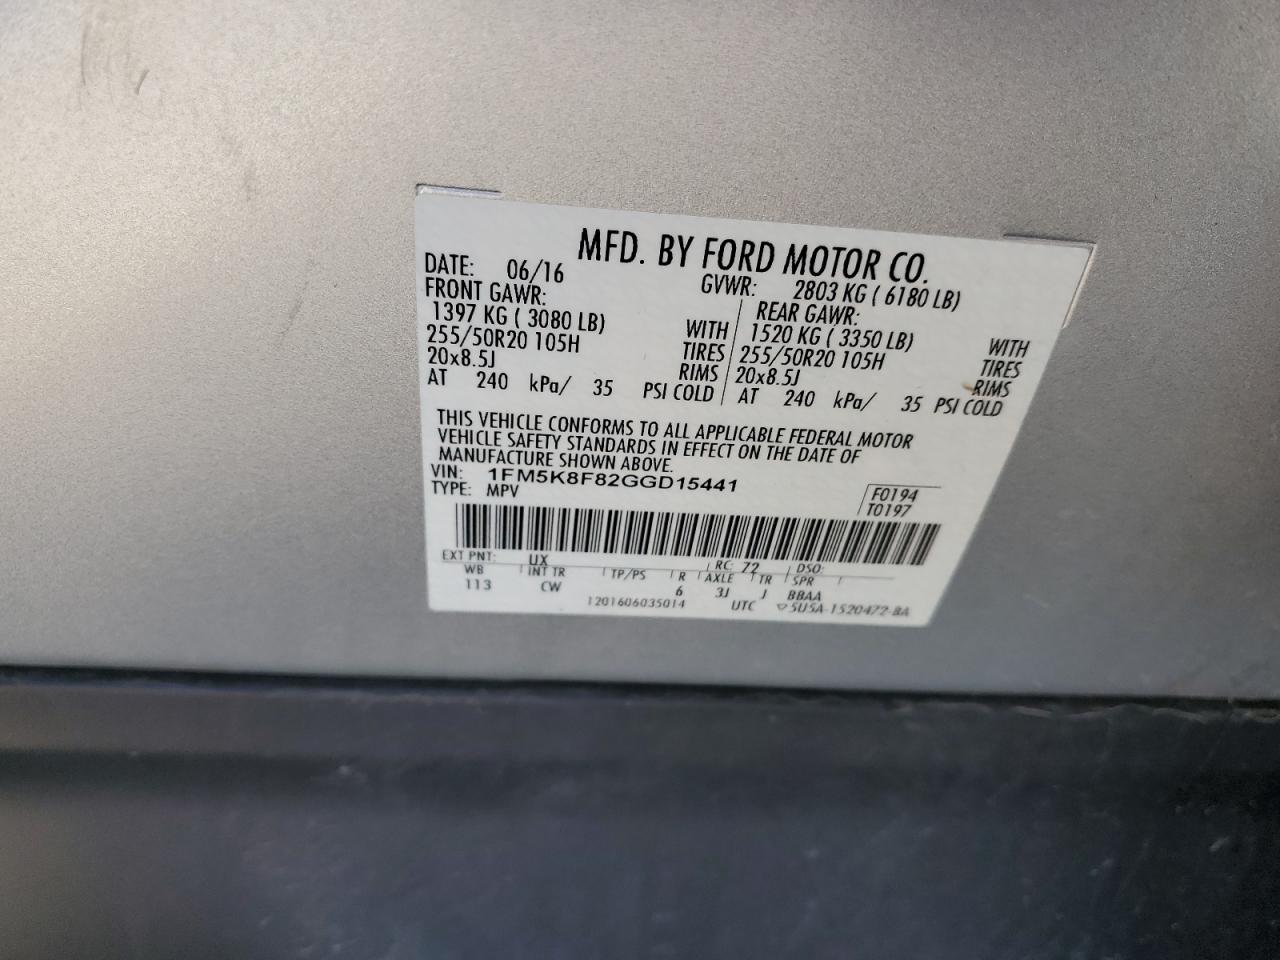 MFD. BY FORD MOTOR CO.
DATE: 06/16 GVWR: 2803 KG ( 6180 LB)
FRONT GAWR: REAR GAWR:
1397 KG ( 3080 LB) WITH 1520 KG ( 3350 LB) WITH
255/50R20 105H TIRES 255/50R20 105H TIRES
20x8.5J RIMS 20x8.5J RIMS
AT 240 kPa/ 35 PSI COLD AT 240 kPa/ 35 PSI COLD
THIS VEHICLE CONFORMS TO ALL APPLICABLE FEDERAL MOTOR
VEHICLE SAFETY STANDARDS IN EFFECT ON THE DATE OF
MANUFACTURE SHOWN ABOVE.
VIN: 1FM5K8F82GGD15441
TYPE: MPV F0194
T0197
EXT PNT: UX RC: 72 DSO:
WB INT TR TP/PS R AXLE TR SPR
113 CW 6 3J J BBAA
1201606035014 UTC ▽5U5A-1520472-BA